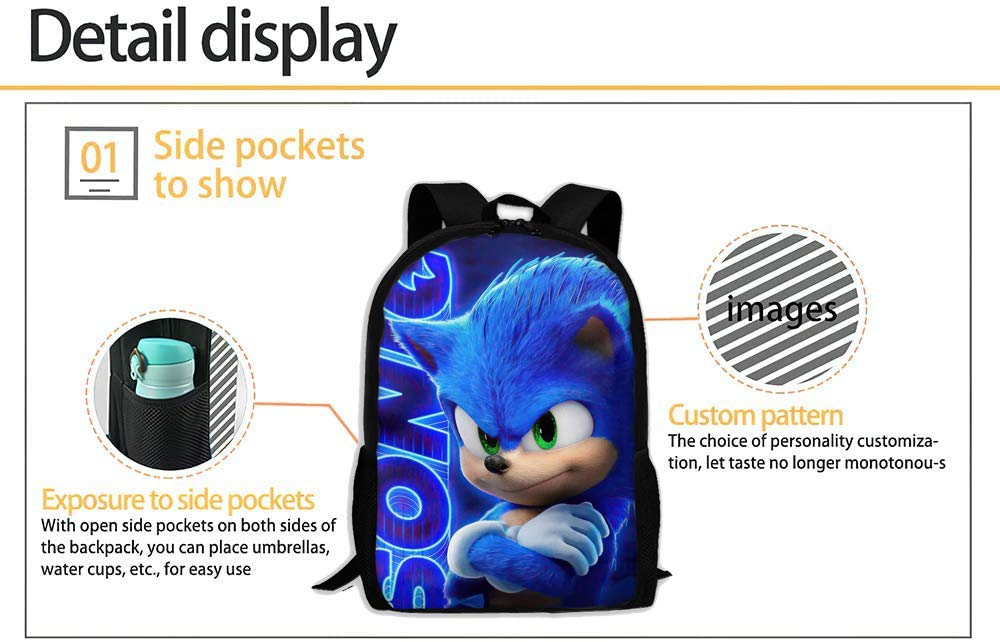 Detail display
01
Side pockets
to show
images
SONIC
Custom pattern
The choice of personality customiza-
tion, let taste no longer monotonou-s
Exposure to side pockets
With open side pockets on both sides of
the backpack, you can place umbrellas,
water cups, etc., for easy use